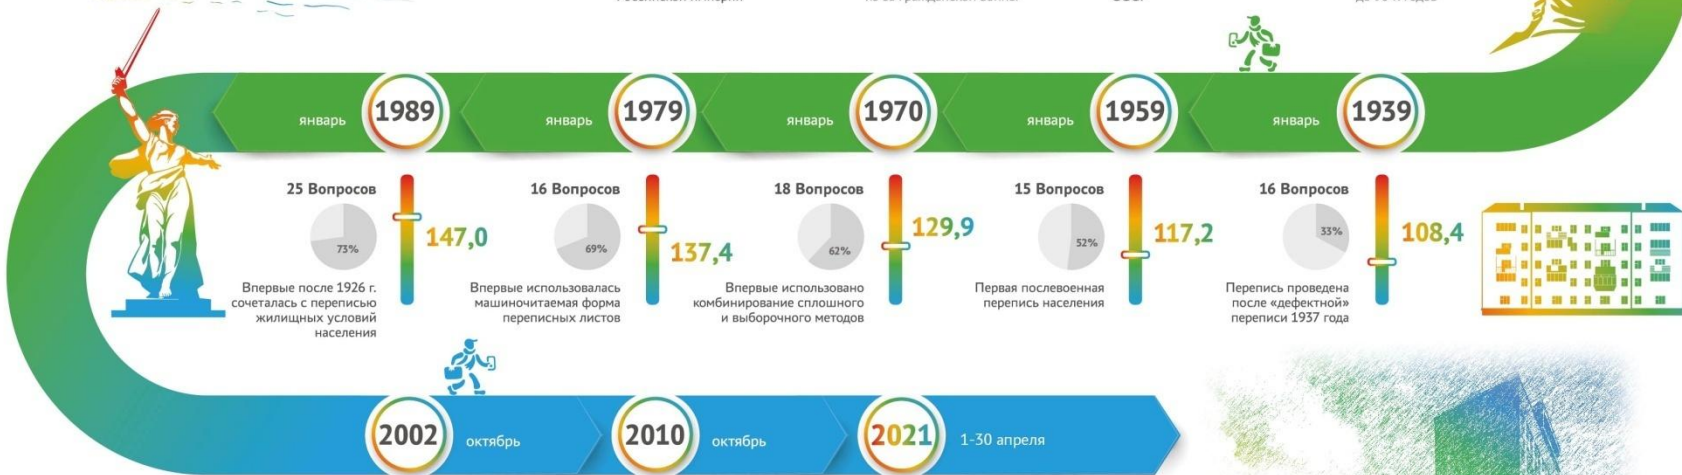 январь 1989
январь 1979
январь 1970
январь 1959
январь 1939
25 Вопросов
73%
147,0
Впервые после 1926 г.
сочеталась с переписью
жилищных условий
населения
16 Вопросов
69%
137,4
Впервые использовалась
машиночитаемая форма
переписных листов
18 Вопросов
62%
129,9
Впервые использовано
комбинирование сплошного
и выборочного методов
15 Вопросов
52%
117,2
Первая послевоенная
перепись населения
16 Вопросов
33%
108,4
Перепись проведена
после «дефектной»
переписи 1937 года
2002 октябрь
2010 октябрь
2021 1-30 апреля